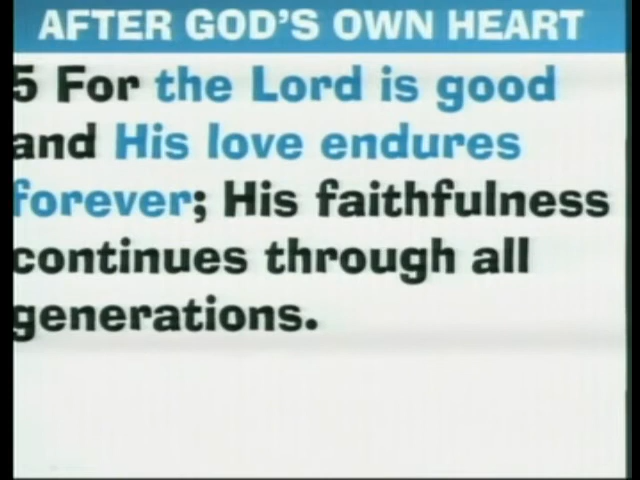 AFTER GOD'S OWN HEART
5 For the Lord is good
and His love endures
forever; His faithfulness
continues through all
generations.